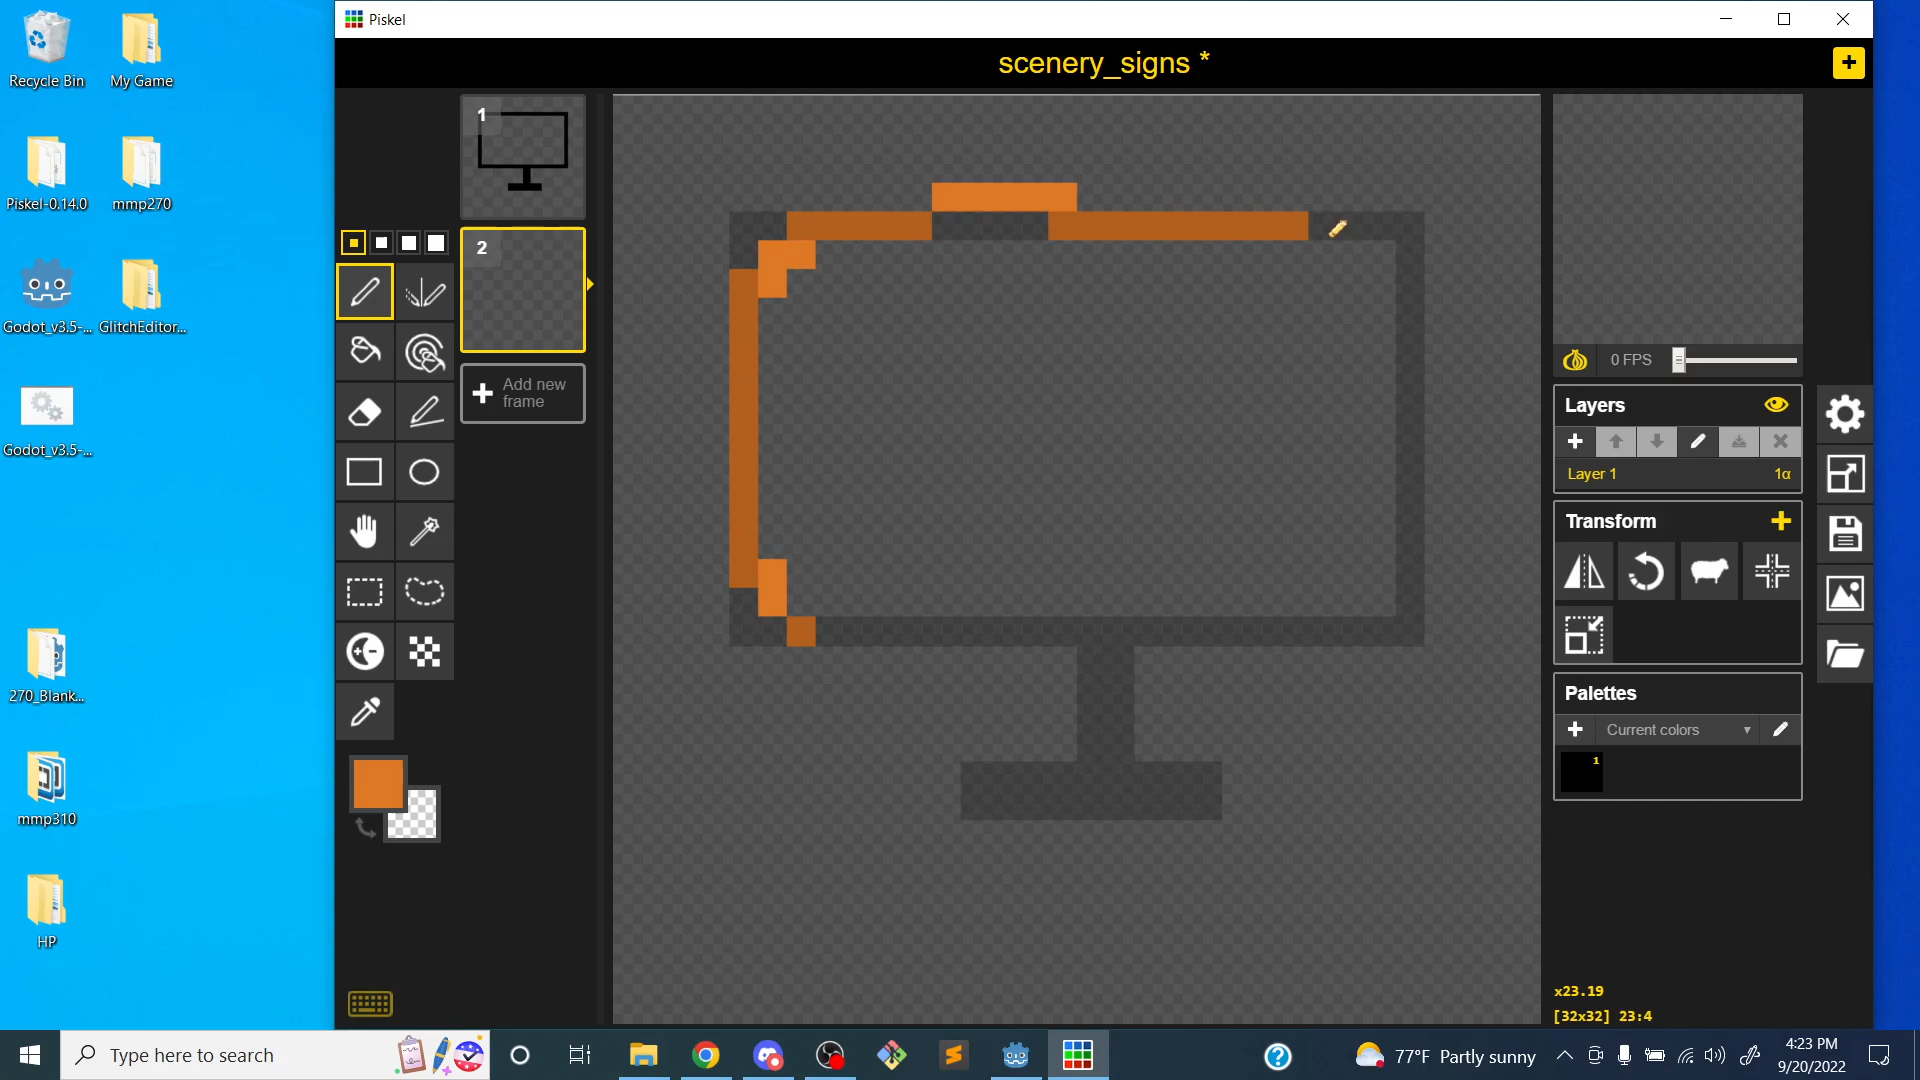 Piskel
scenery_signs *
Recycle Bin
My Game
Piskel-0.14.0
mmp270
Godot_v3.5-...
GlitchEditor...
Godot_v3.5-...
270_Blank...
mmp310
HP
1
2
Add new
frame
0 FPS
Layers
Layer 1
1α
Transform
Palettes
Current colors
1
x23.19
[32x32] 23:4
Type here to search
77°F Partly sunny
4:23 PM
9/20/2022